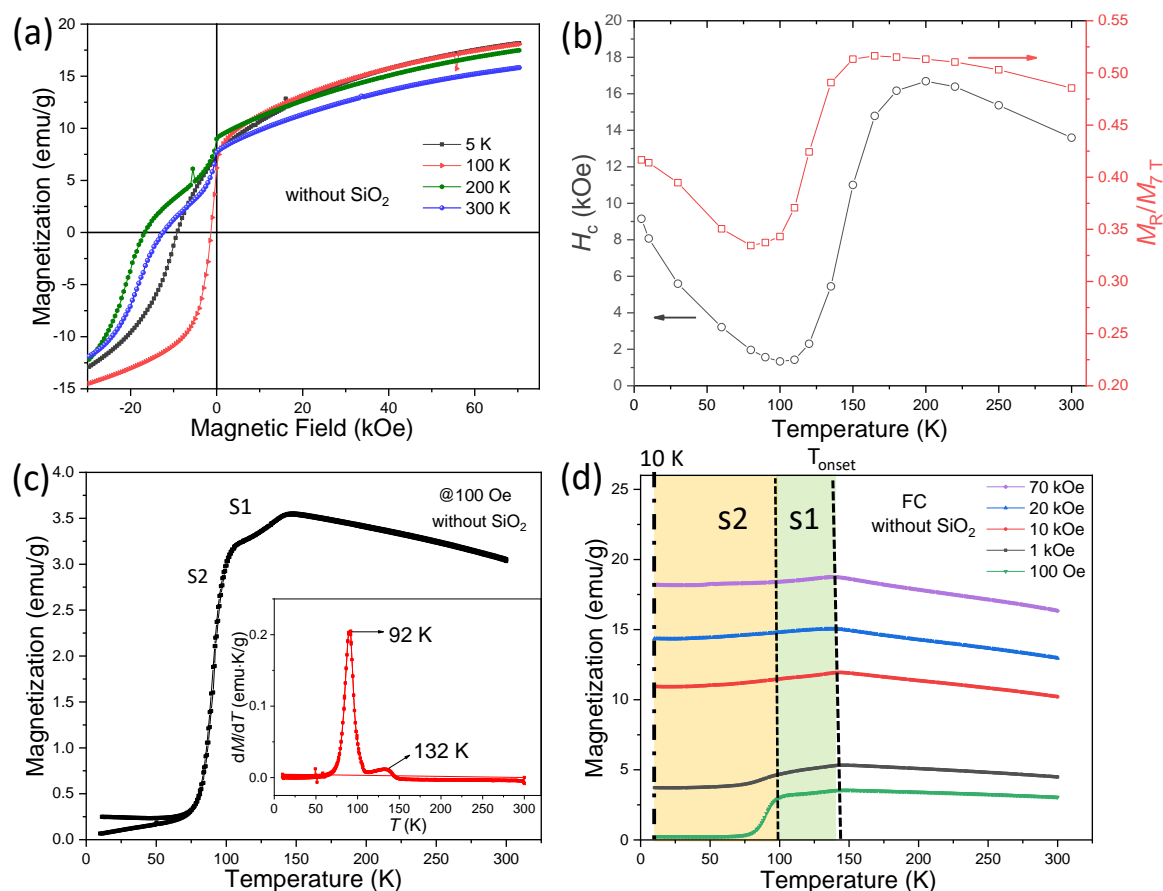 (a)
20
15
10
5
0
-5
-10
-15
Magnetization (emu/g)
5 K
100 K
200 K
300 K
without SiO₂
-20 0 20 40 60
Magnetic Field (kOe)
(b)
20
18
16
14
12
10
8
6
4
2
0
Hc (kOe)
0.55
0.50
0.45
0.40
0.35
0.30
0.25
0.20
MR/M7 T
0 50 100 150 200 250 300
Temperature (K)
(c)
4.0
3.5
3.0
2.5
2.0
1.5
1.0
0.5
0.0
Magnetization (emu/g)
@100 Oe
without SiO₂
S1
S2
0.2
0.1
0.0
dM/dT (emu·K/g)
92 K
132 K
0 50 100 150 200 250 300
T (K)
0 50 100 150 200 250 300
Temperature (K)
(d)
10 K
Tonset
25
20
15
10
5
0
Magnetization (emu/g)
S2
S1
FC
without SiO₂
70 kOe
20 kOe
10 kOe
1 kOe
100 Oe
0 50 100 150 200 250 300
Temperature (K)